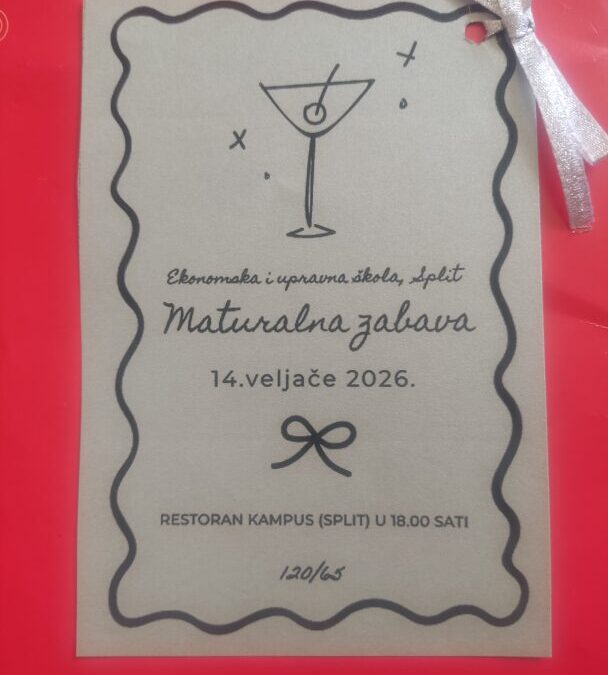 Ekonomska i upravna škola, Split
Maturalna zabava
14.veljače 2026.
RESTORAN KAMPUS (SPLIT) U 18.00 SATI
120/65